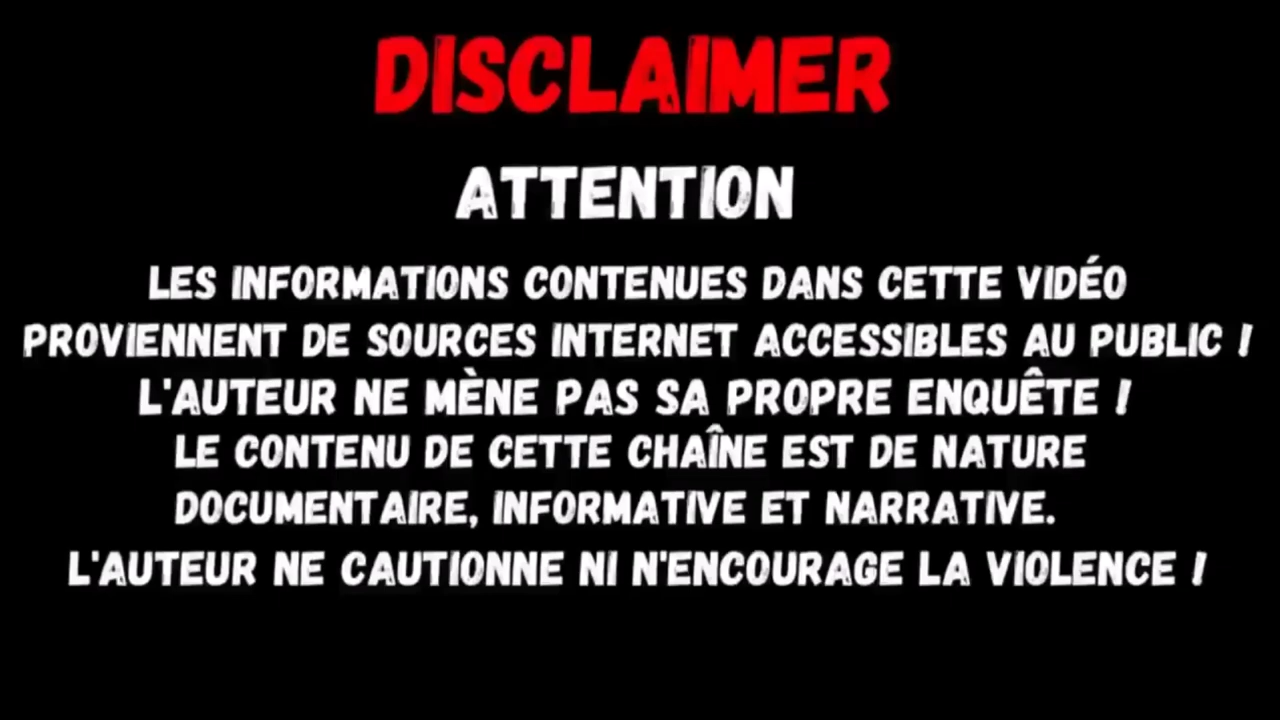 DISCLAIMER
ATTENTION
LES INFORMATIONS CONTENUES DANS CETTE VIDÉO
PROVIENNENT DE SOURCES INTERNET ACCESSIBLES AU PUBLIC !
L'AUTEUR NE MÈNE PAS SA PROPRE ENQUÊTE !
LE CONTENU DE CETTE CHAÎNE EST DE NATURE
DOCUMENTAIRE, INFORMATIVE ET NARRATIVE.
L'AUTEUR NE CAUTIONNE NI N'ENCOURAGE LA VIOLENCE !